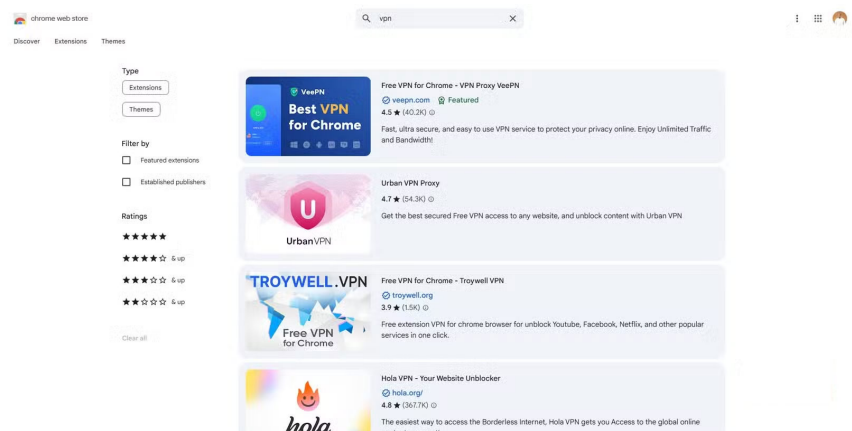 chrome web store
vpn
Discover Extensions Themes
Type
Extensions
Themes
Filter by
Featured extensions
Established publishers
Ratings
& up
& up
& up
Clear all
VeePN
Best VPN
for Chrome
Free VPN for Chrome - VPN Proxy VeePN
veepn.com Featured
4.5 ★ (40.2K)
Fast, ultra secure, and easy to use VPN service to protect your privacy online. Enjoy Unlimited Traffic
and Bandwidth!
U
UrbanVPN
Urban VPN Proxy
4.7 ★ (54.3K)
Get the best secured Free VPN access to any website, and unblock content with Urban VPN
TROYWELL.VPN
Free VPN
for Chrome
Free VPN for Chrome - Troywell VPN
troywell.org
3.9 ★ (1.5K)
Free extension VPN for chrome browser for unblock Youtube, Facebook, Netflix, and other popular
services in one click.
hola
Hola VPN - Your Website Unblocker
hola.org/
4.8 ★ (367.7K)
The easiest way to access the Borderless Internet, Hola VPN gets you Access to the global online